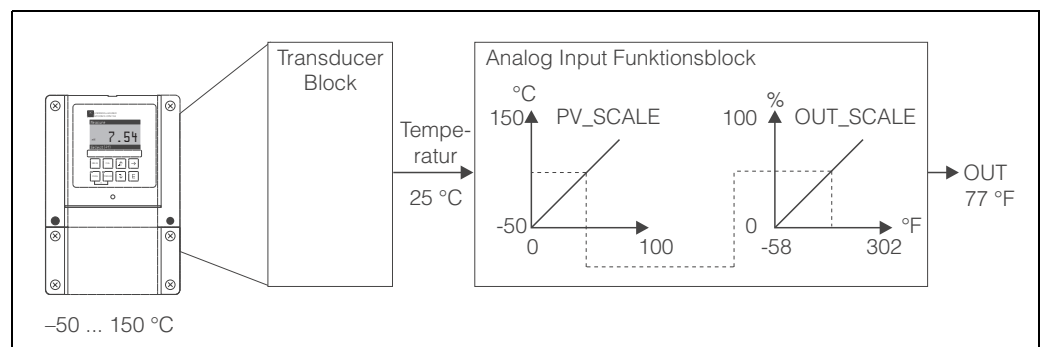 Transducer
Block
Analog Input Funktionsblock
°C
150
PV_SCALE
-50
0
100
%
100
OUT_SCALE
0
-58
302
°F
Tempe-
ratur
25 °C
OUT
77 °F
7.54
–50 ... 150 °C